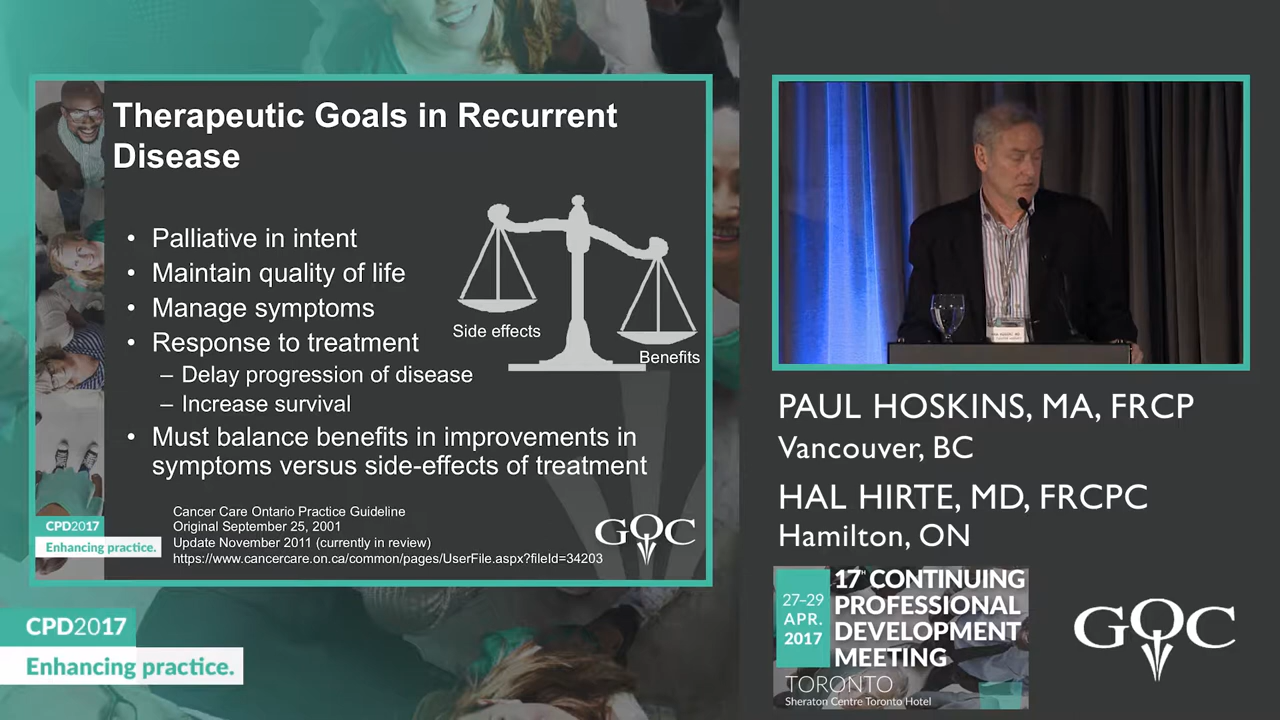 Therapeutic Goals in Recurrent
Disease
• Palliative in intent
• Maintain quality of life
• Manage symptoms
• Response to treatment
– Delay progression of disease
– Increase survival
• Must balance benefits in improvements in
symptoms versus side-effects of treatment
Side effects
Benefits
Cancer Care Ontario Practice Guideline
Original September 25, 2001
Update November 2011 (currently in review)
https://www.cancercare.on.ca/common/pages/UserFile.aspx?fileId=34203
CPD2017
Enhancing practice.
GOC
CPD2017
Enhancing practice.
PAUL HOSKINS, MA, FRCP
Vancouver, BC
HAL HIRTE, MD, FRCPC
Hamilton, ON
27–29
APR.
2017
17th CONTINUING
PROFESSIONAL
DEVELOPMENT
MEETING
TORONTO
Sheraton Centre Toronto Hotel
GOC